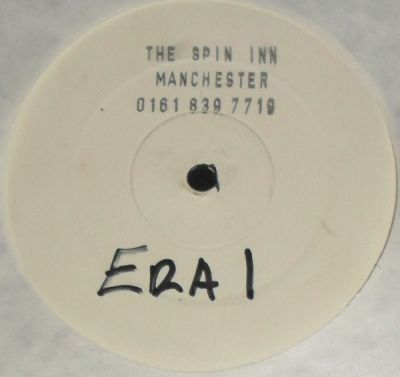 THE SPIN INN
MANCHESTER
0161 839 7719
ERA 1